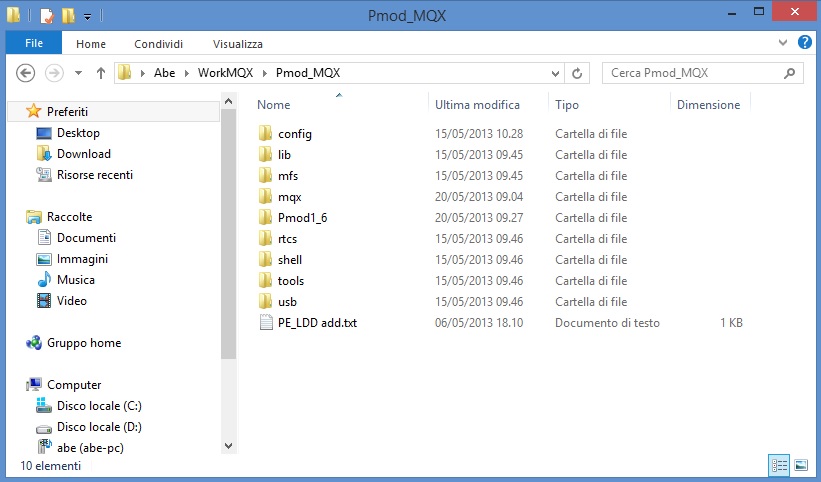 Pmod_MQX
File Home Condividi Visualizza
Abe WorkMQX Pmod_MQX Cerca Pmod_MQX
Preferiti
Desktop
Download
Risorse recenti
Raccolte
Documenti
Immagini
Musica
Video
Gruppo home
Computer
Disco locale (C:)
Disco locale (D:)
abe (abe-pc)
Nome Ultima modifica Tipo Dimensione
config 15/05/2013 10.28 Cartella di file
lib 15/05/2013 09.45 Cartella di file
mfs 15/05/2013 09.45 Cartella di file
mqx 20/05/2013 09.04 Cartella di file
Pmod1_6 20/05/2013 09.27 Cartella di file
rtcs 15/05/2013 09.46 Cartella di file
shell 15/05/2013 09.46 Cartella di file
tools 15/05/2013 09.46 Cartella di file
usb 15/05/2013 09.46 Cartella di file
PE_LDD add.txt 06/05/2013 18.10 Documento di testo 1 KB
10 elementi